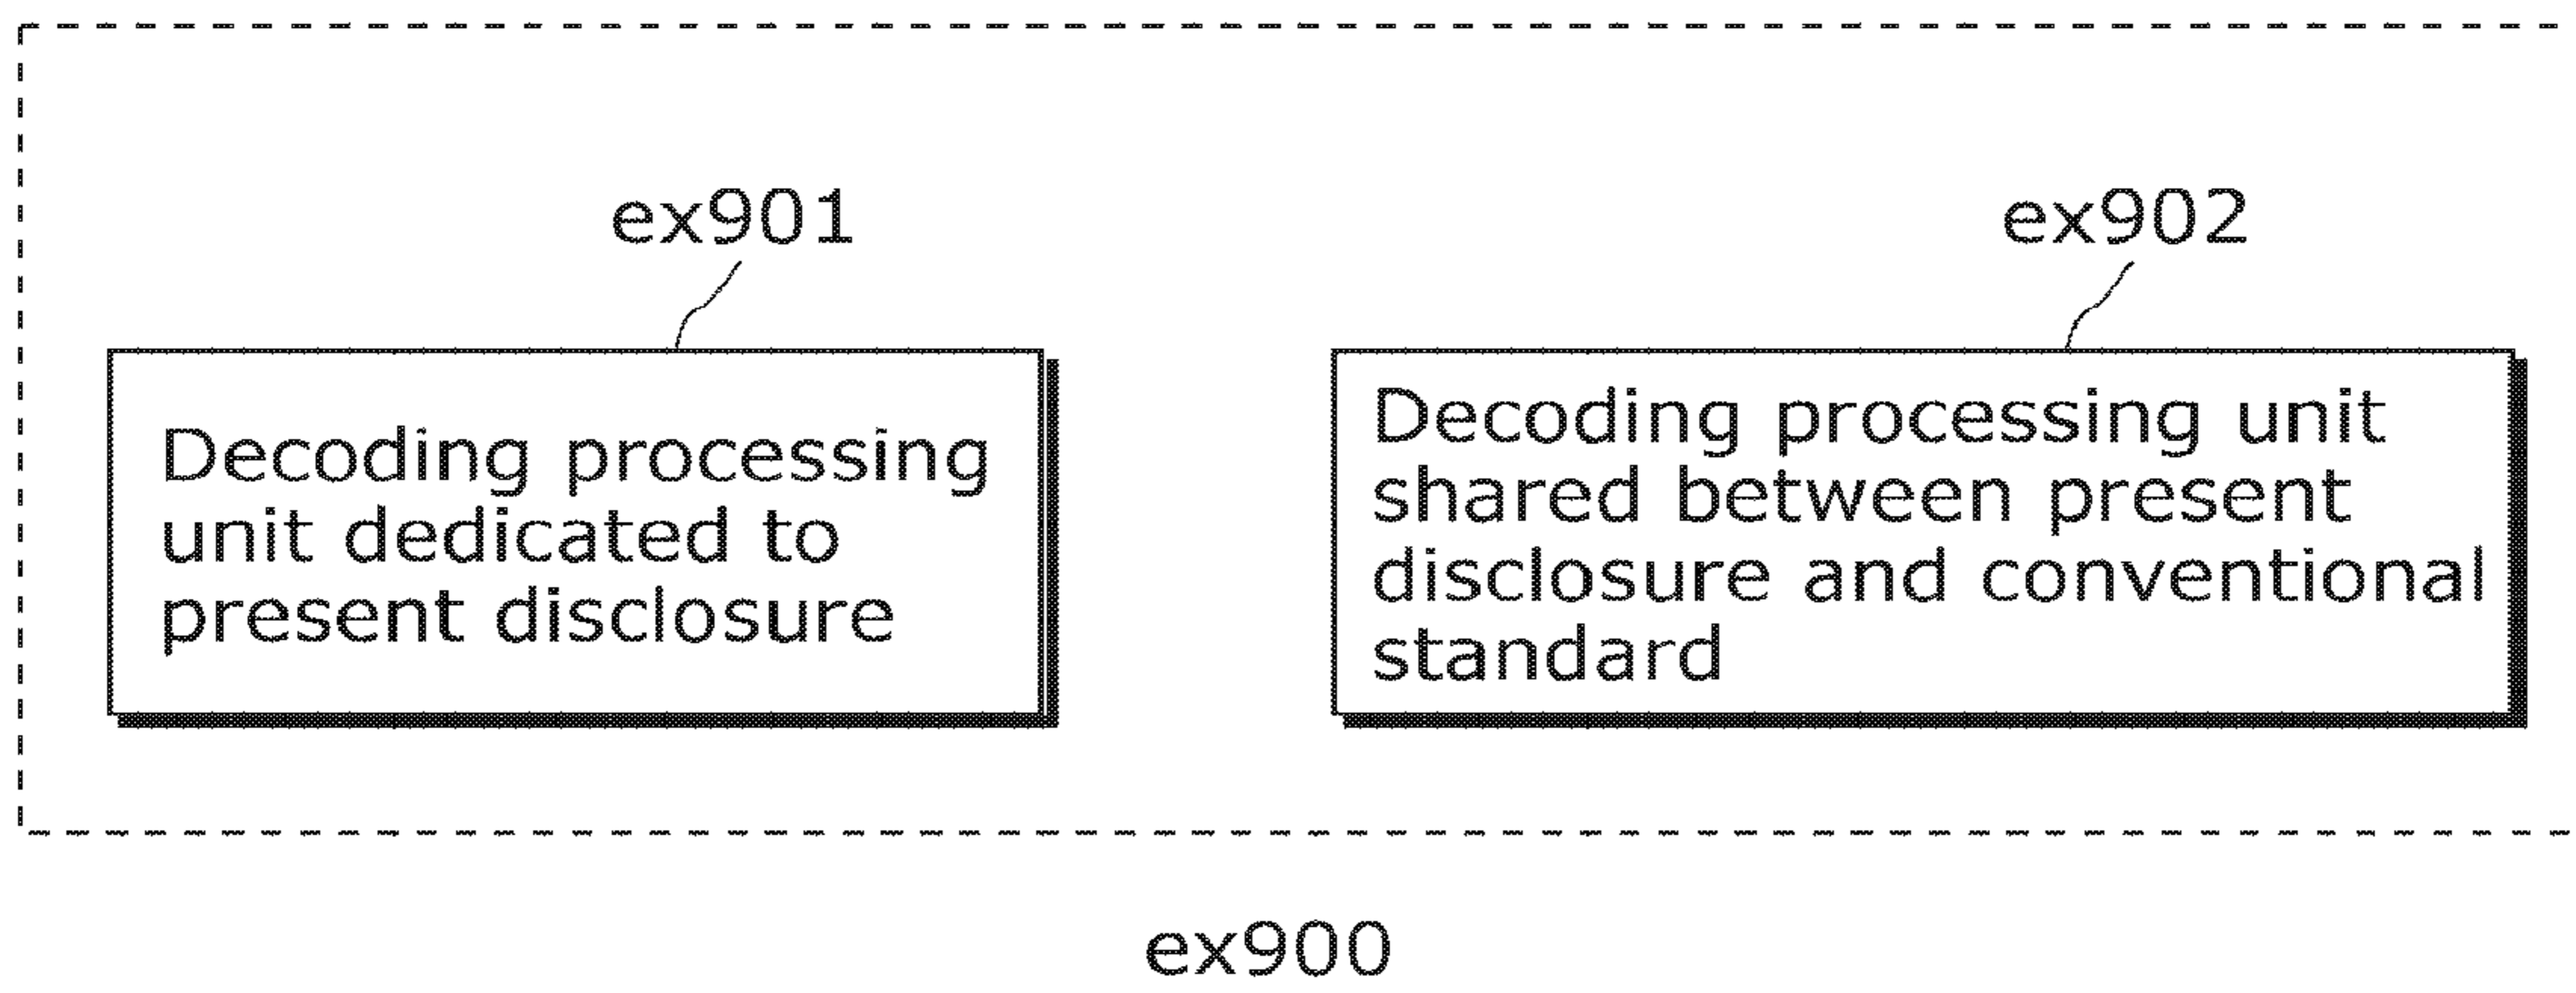 ex901
ex902
Decoding processing
unit dedicated to
present disclosure
Decoding processing unit
shared between present
disclosure and conventional
standard
ex900